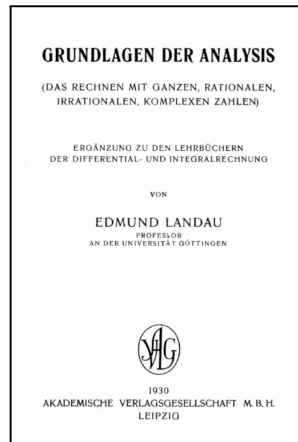 GRUNDLAGEN DER ANALYSIS
(DAS RECHNEN MIT GANZEN, RATIONALEN,
IRRATIONALEN, KOMPLEXEN ZAHLEN)
ERGÄNZUNG ZU DEN LEHRBÜCHERN
DER DIFFERENTIAL- UND INTEGRALRECHNUNG
VON
EDMUND LANDAU
PROFESSOR
AN DER UNIVERSITÄT GÖTTINGEN
1930
AKADEMISCHE VERLAGSGESELLSCHAFT M. B. H.
LEIPZIG